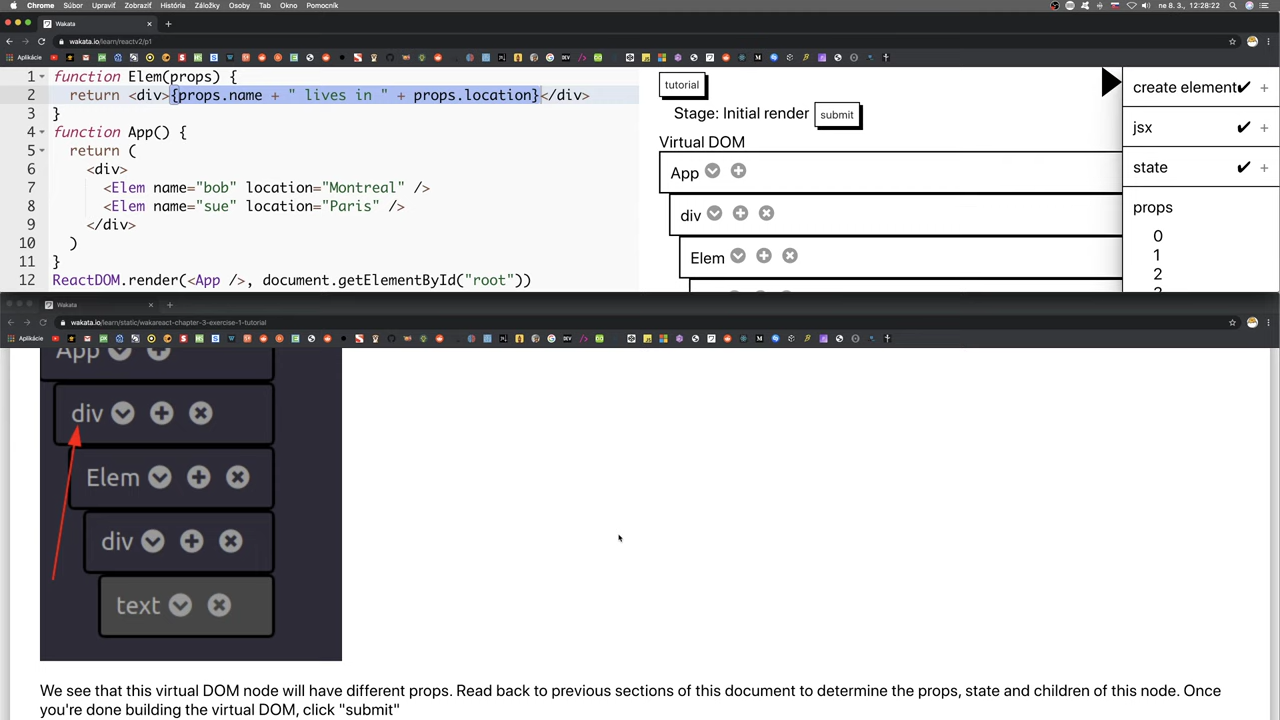 Chrome Súbor Upraviť Zobraziť História Záložky Osoby Tab Okno Pomocník
ne 8. 3., 12:28:22
Wakata
wakata.io/learn/reactv2/p1
Aplikácie
1 function Elem(props) {
2 return <div>{props.name + " lives in " + props.location}</div>
3 }
4 function App() {
5 return (
6 <div>
7 <Elem name="bob" location="Montreal" />
8 <Elem name="sue" location="Paris" />
9 </div>
10 )
11 }
12 ReactDOM.render(<App />, document.getElementById("root"))
tutorial
Stage: Initial render submit
Virtual DOM
App
div
Elem
create element
jsx
state
props
0
1
2
Wakata
wakata.io/learn/static/wakareact-chapter-3-exercise-1-tutorial
Aplikácie
App
div
Elem
div
text
We see that this virtual DOM node will have different props. Read back to previous sections of this document to determine the props, state and children of this node. Once
you're done building the virtual DOM, click "submit"